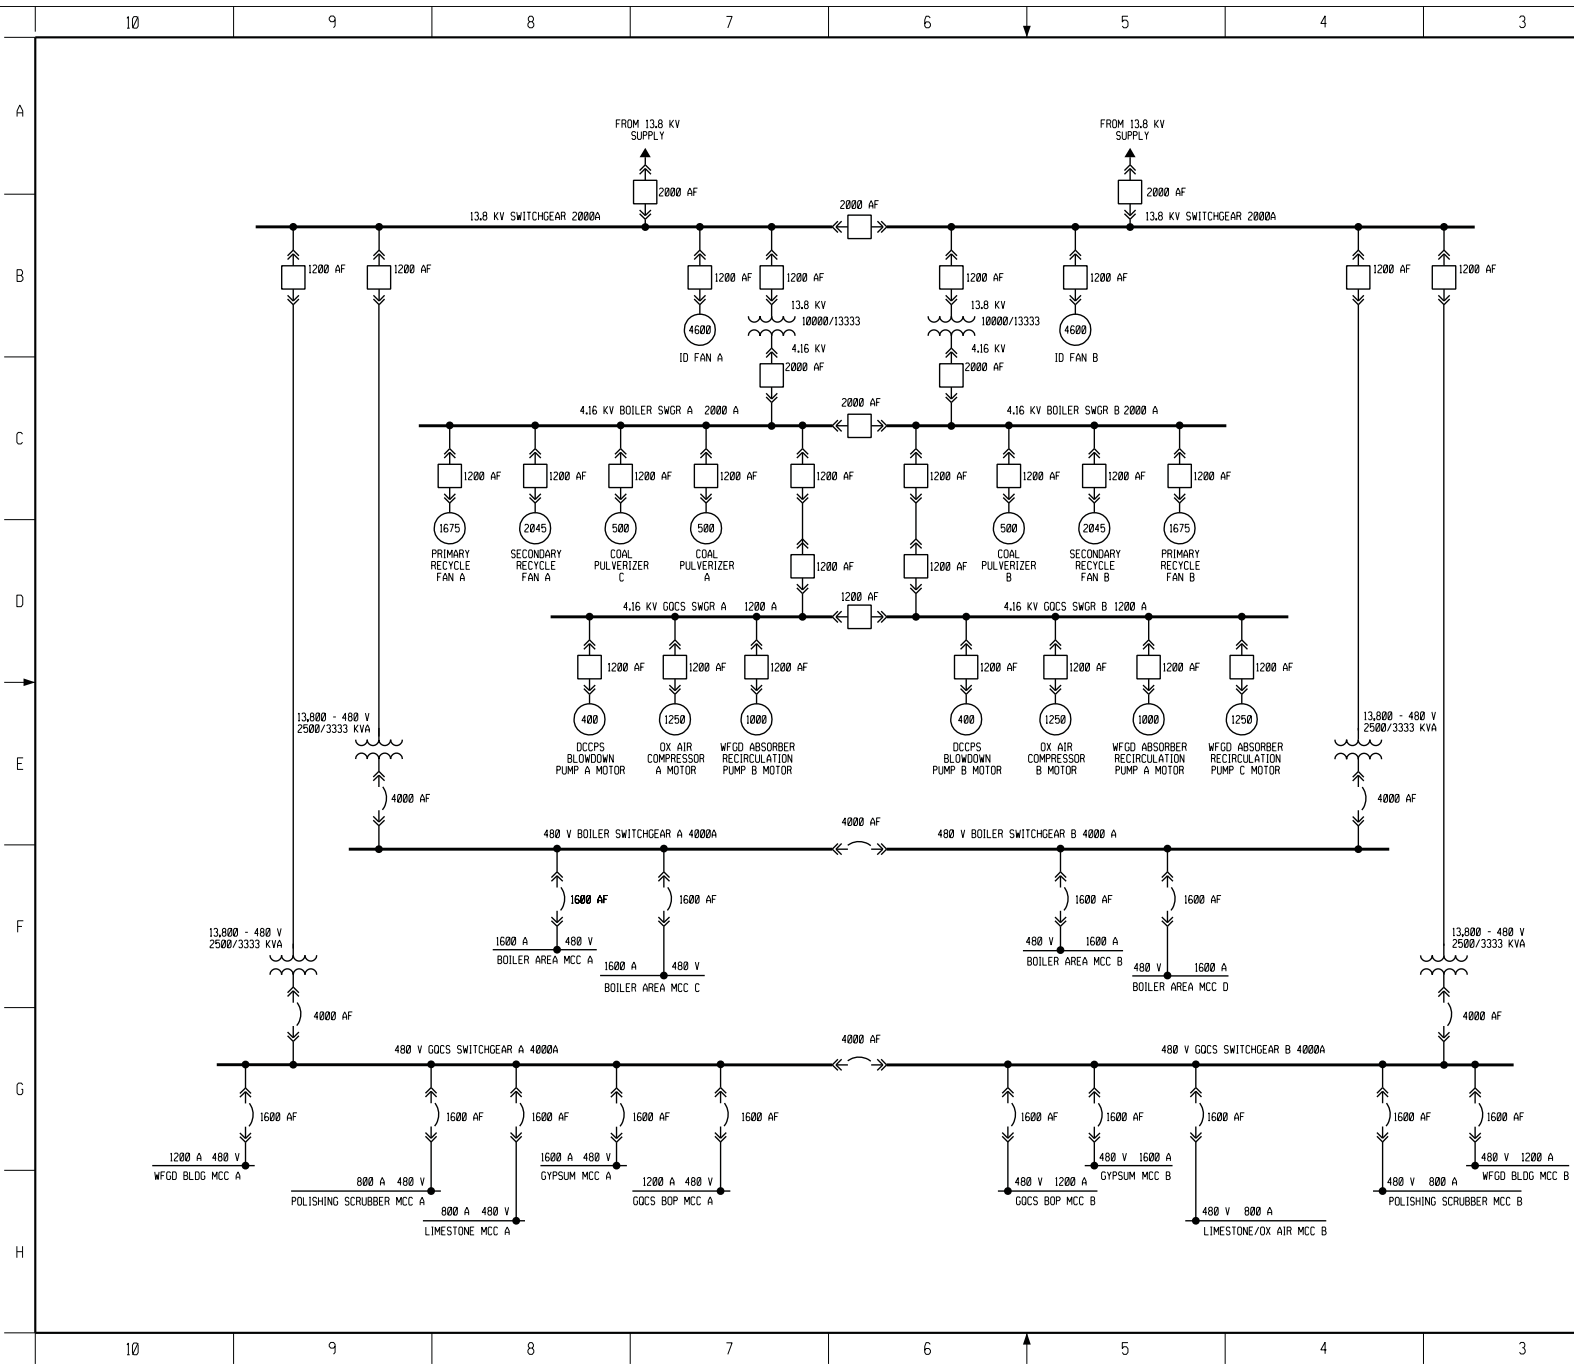 10 9 8 7 6 5 4 3
A
FROM 13.8 KV
SUPPLY
FROM 13.8 KV
SUPPLY
2000 AF
2000 AF
2000 AF
13.8 KV SWITCHGEAR 2000A
13.8 KV SWITCHGEAR 2000A
B
1200 AF
1200 AF
1200 AF
1200 AF
1200 AF
1200 AF
1200 AF
1200 AF
13.8 KV
10000/13333
4.16 KV
13.8 KV
10000/13333
4.16 KV
4600
ID FAN A
4600
ID FAN B
2000 AF
2000 AF
2000 AF
4.16 KV BOILER SWGR A 2000 A
4.16 KV BOILER SWGR B 2000 A
C
1200 AF
1200 AF
1200 AF
1200 AF
1200 AF
1200 AF
1200 AF
1200 AF
1200 AF
1675
PRIMARY
RECYCLE
FAN A
2045
SECONDARY
RECYCLE
FAN A
500
COAL
PULVERIZER
C
500
COAL
PULVERIZER
A
500
COAL
PULVERIZER
B
2045
SECONDARY
RECYCLE
FAN B
1675
PRIMARY
RECYCLE
FAN B
1200 AF
1200 AF
D
1200 AF
4.16 KV GQCS SWGR A 1200 A
4.16 KV GQCS SWGR B 1200 A
1200 AF
1200 AF
1200 AF
1200 AF
1200 AF
1200 AF
1200 AF
400
DCCPS
BLOWDOWN
PUMP A MOTOR
1250
OX AIR
COMPRESSOR
A MOTOR
1000
WFGD ABSORBER
RECIRCULATION
PUMP B MOTOR
400
DCCPS
BLOWDOWN
PUMP B MOTOR
1250
OX AIR
COMPRESSOR
B MOTOR
1000
WFGD ABSORBER
RECIRCULATION
PUMP A MOTOR
1250
WFGD ABSORBER
RECIRCULATION
PUMP C MOTOR
13,800 - 480 V
2500/3333 KVA
13,800 - 480 V
2500/3333 KVA
E
4000 AF
4000 AF
4000 AF
480 V BOILER SWITCHGEAR A 4000A
480 V BOILER SWITCHGEAR B 4000 A
1600 AF
1600 AF
1600 AF
1600 AF
F
13,800 - 480 V
2500/3333 KVA
13,800 - 480 V
2500/3333 KVA
1600 A 480 V
BOILER AREA MCC A
1600 A 480 V
BOILER AREA MCC C
480 V 1600 A
BOILER AREA MCC B
480 V 1600 A
BOILER AREA MCC D
4000 AF
4000 AF
4000 AF
480 V GQCS SWITCHGEAR A 4000A
480 V GQCS SWITCHGEAR B 4000A
G
1600 AF
1600 AF
1600 AF
1600 AF
1600 AF
1600 AF
1600 AF
1600 AF
1600 AF
1600 AF
1200 A 480 V
WFGD BLDG MCC A
800 A 480 V
POLISHING SCRUBBER MCC A
800 A 480 V
LIMESTONE MCC A
1600 A 480 V
GYPSUM MCC A
1200 A 480 V
GQCS BOP MCC A
480 V 1200 A
GQCS BOP MCC B
480 V 1600 A
GYPSUM MCC B
480 V 800 A
LIMESTONE/OX AIR MCC B
480 V 800 A
POLISHING SCRUBBER MCC B
480 V 1200 A
WFGD BLDG MCC B
H
10 9 8 7 6 5 4 3